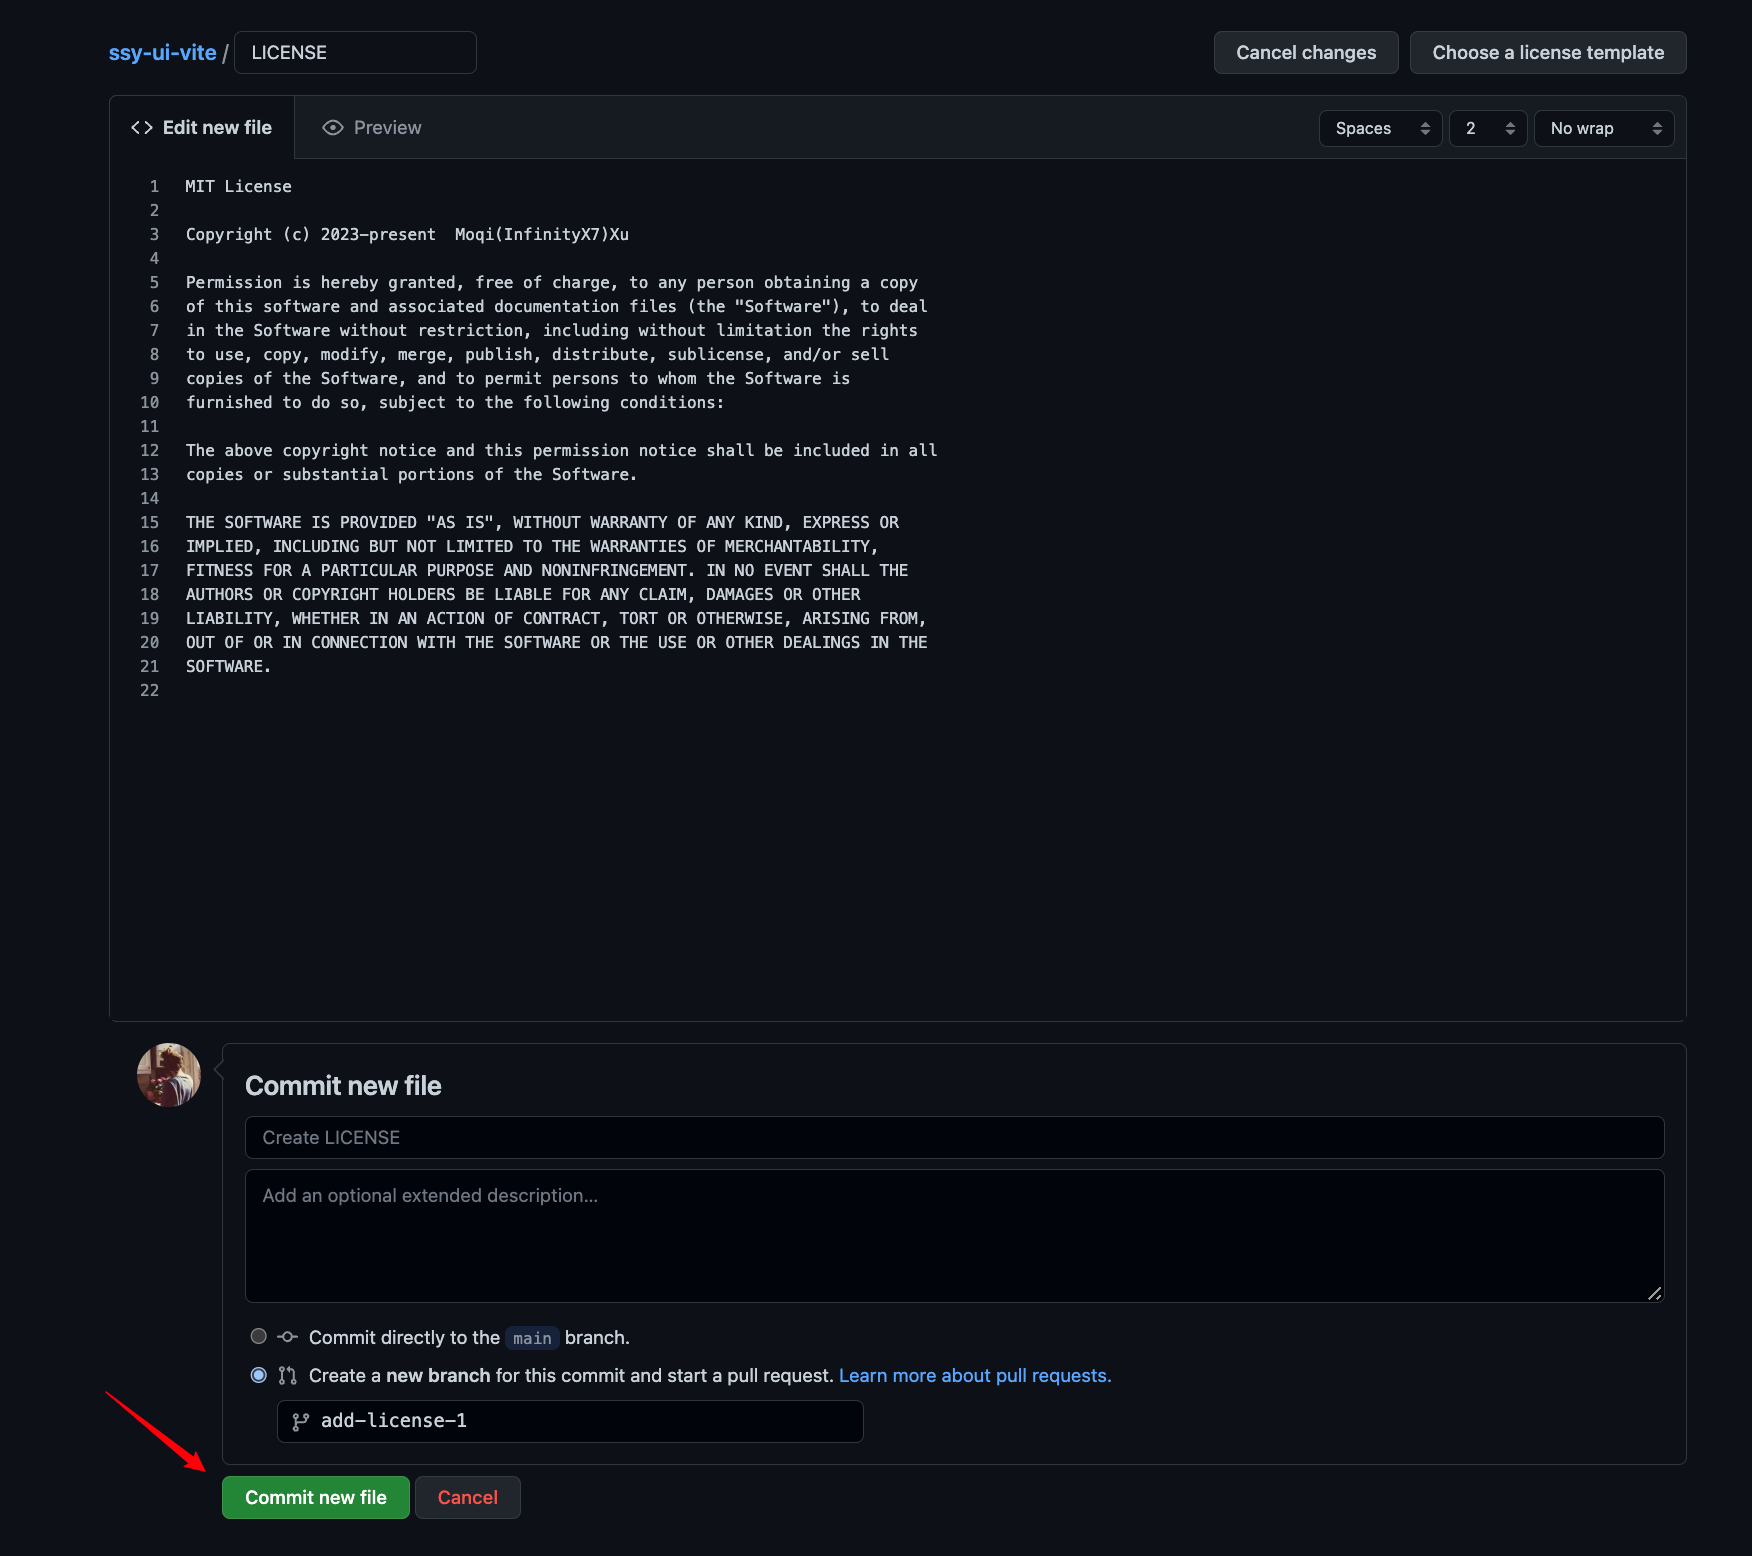 ssy-ui-vite / LICENSE
Cancel changes
Choose a license template
<> Edit new file
Preview
Spaces
2
No wrap
1 MIT License
2
3 Copyright (c) 2023-present  Moqi(InfinityX7)Xu
4
5 Permission is hereby granted, free of charge, to any person obtaining a copy
6 of this software and associated documentation files (the "Software"), to deal
7 in the Software without restriction, including without limitation the rights
8 to use, copy, modify, merge, publish, distribute, sublicense, and/or sell
9 copies of the Software, and to permit persons to whom the Software is
10 furnished to do so, subject to the following conditions:
11
12 The above copyright notice and this permission notice shall be included in all
13 copies or substantial portions of the Software.
14
15 THE SOFTWARE IS PROVIDED "AS IS", WITHOUT WARRANTY OF ANY KIND, EXPRESS OR
16 IMPLIED, INCLUDING BUT NOT LIMITED TO THE WARRANTIES OF MERCHANTABILITY,
17 FITNESS FOR A PARTICULAR PURPOSE AND NONINFRINGEMENT. IN NO EVENT SHALL THE
18 AUTHORS OR COPYRIGHT HOLDERS BE LIABLE FOR ANY CLAIM, DAMAGES OR OTHER
19 LIABILITY, WHETHER IN AN ACTION OF CONTRACT, TORT OR OTHERWISE, ARISING FROM,
20 OUT OF OR IN CONNECTION WITH THE SOFTWARE OR THE USE OR OTHER DEALINGS IN THE
21 SOFTWARE.
22
Commit new file
Create LICENSE
Add an optional extended description...
Commit directly to the main branch.
Create a new branch for this commit and start a pull request. Learn more about pull requests.
add-license-1
Commit new file
Cancel